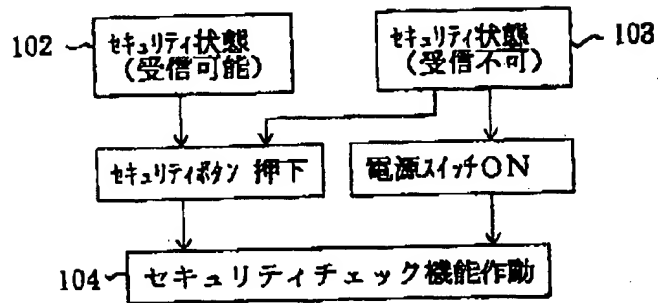 102
セキュリティ状態
(受信可能)
セキュリティ状態
(受信不可)
103
セキュリティボタン 押下
電源スイッチON
104
セキュリティチェック機能作動